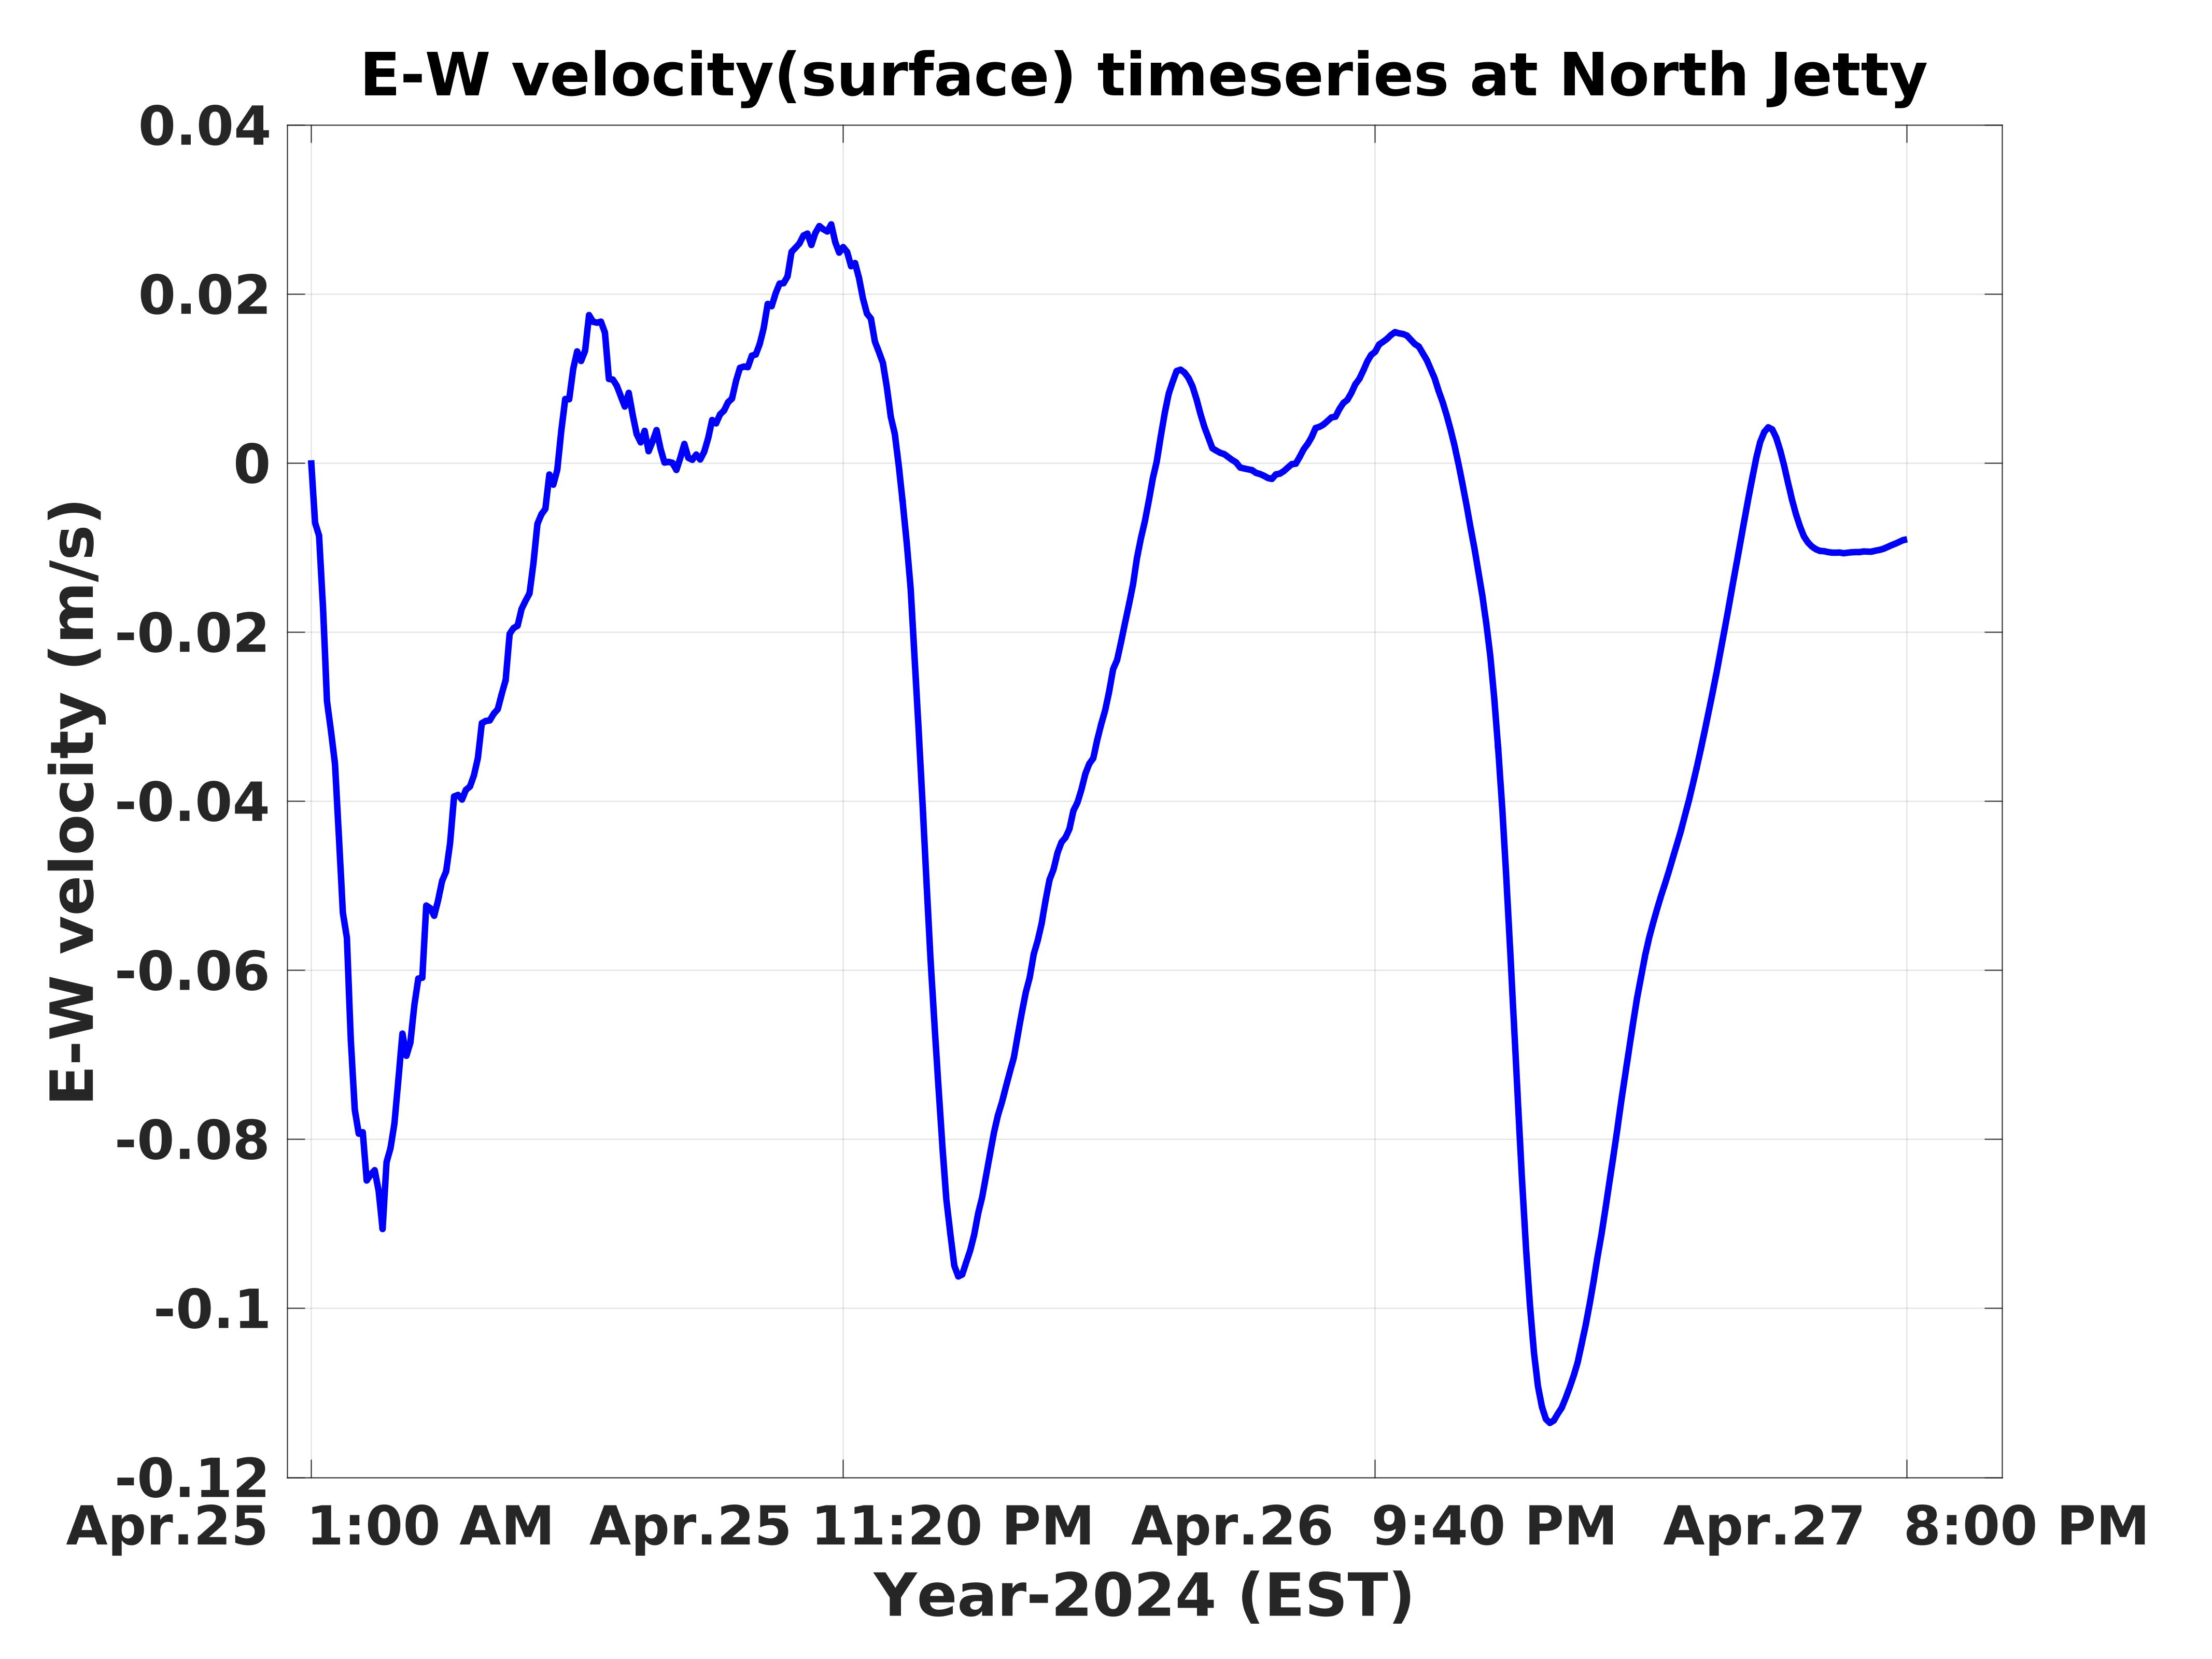 E-W velocity(surface) timeseries at North Jetty
0.04
0.02
0
-0.02
-0.04
-0.06
-0.08
-0.1
-0.12
E-W velocity (m/s)
Apr.25 1:00 AM Apr.25 11:20 PM Apr.26 9:40 PM Apr.27 8:00 PM
Year-2024 (EST)